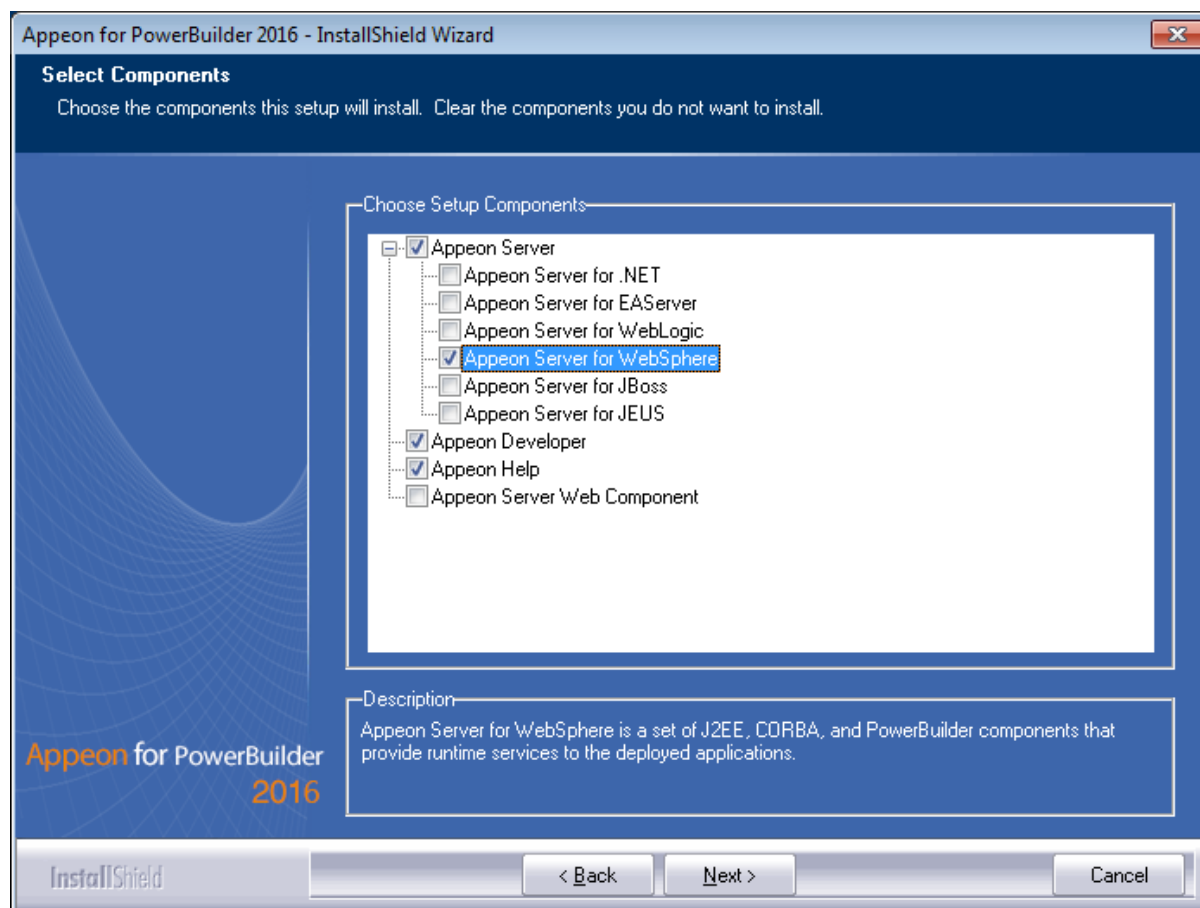 Appeon for PowerBuilder 2016 - InstallShield Wizard
Select Components
Choose the components this setup will install. Clear the components you do not want to install.
Choose Setup Components
Appeon Server
Appeon Server for .NET
Appeon Server for EAServer
Appeon Server for WebLogic
Appeon Server for WebSphere
Appeon Server for JBoss
Appeon Server for JEUS
Appeon Developer
Appeon Help
Appeon Server Web Component
Description
Appeon Server for WebSphere is a set of J2EE, CORBA, and PowerBuilder components that
provide runtime services to the deployed applications.
Appeon for PowerBuilder
2016
InstallShield
< Back
Next >
Cancel